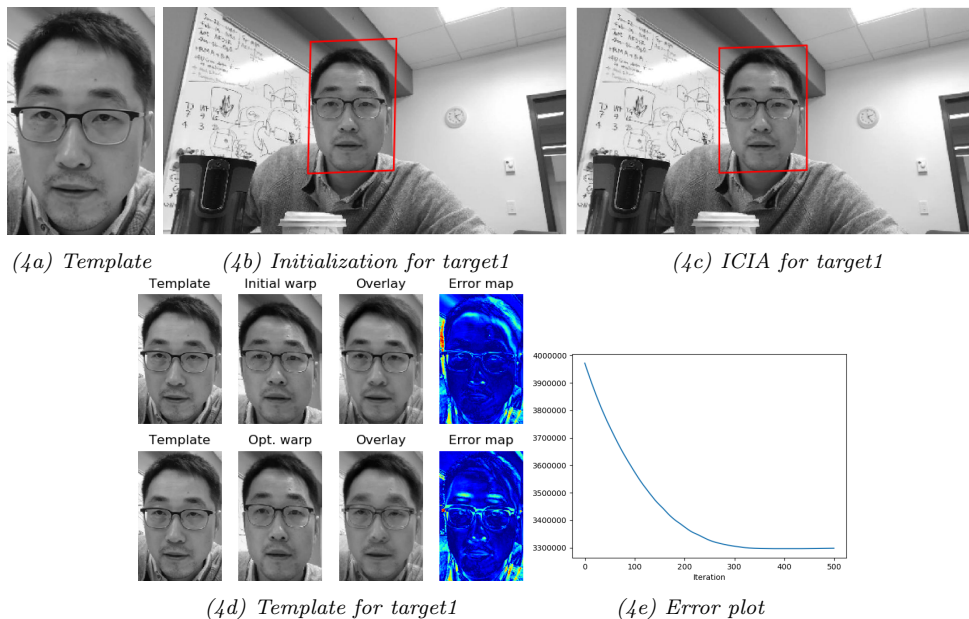 (4a) Template
(4b) Initialization for target1
(4c) ICIA for target1
Template
Initial warp
Overlay
Error map
Template
Opt. warp
Overlay
Error map
4000000
3900000
3800000
3700000
3600000
3500000
3400000
3300000
0
100
200
300
400
500
Iteration
(4d) Template for target1
(4e) Error plot